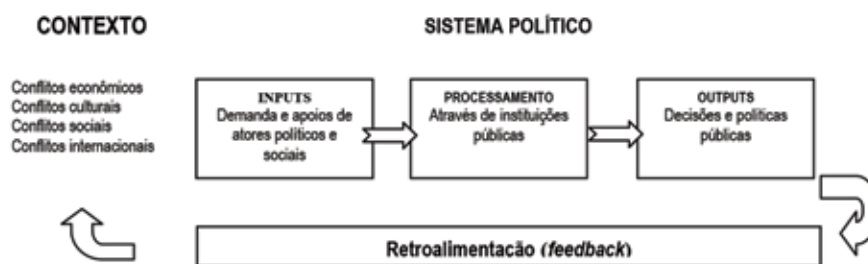 CONTEXTO
SISTEMA POLÍTICO
Conflitos econômicos
Conflitos culturais
Conflitos sociais
Conflitos internacionais
INPUTS
Demanda e apoios de
atores políticos e
sociais
PROCESSAMENTO
Através de instituições
públicas
OUTPUTS
Decisões e políticas
públicas
Retroalimentação (feedback)